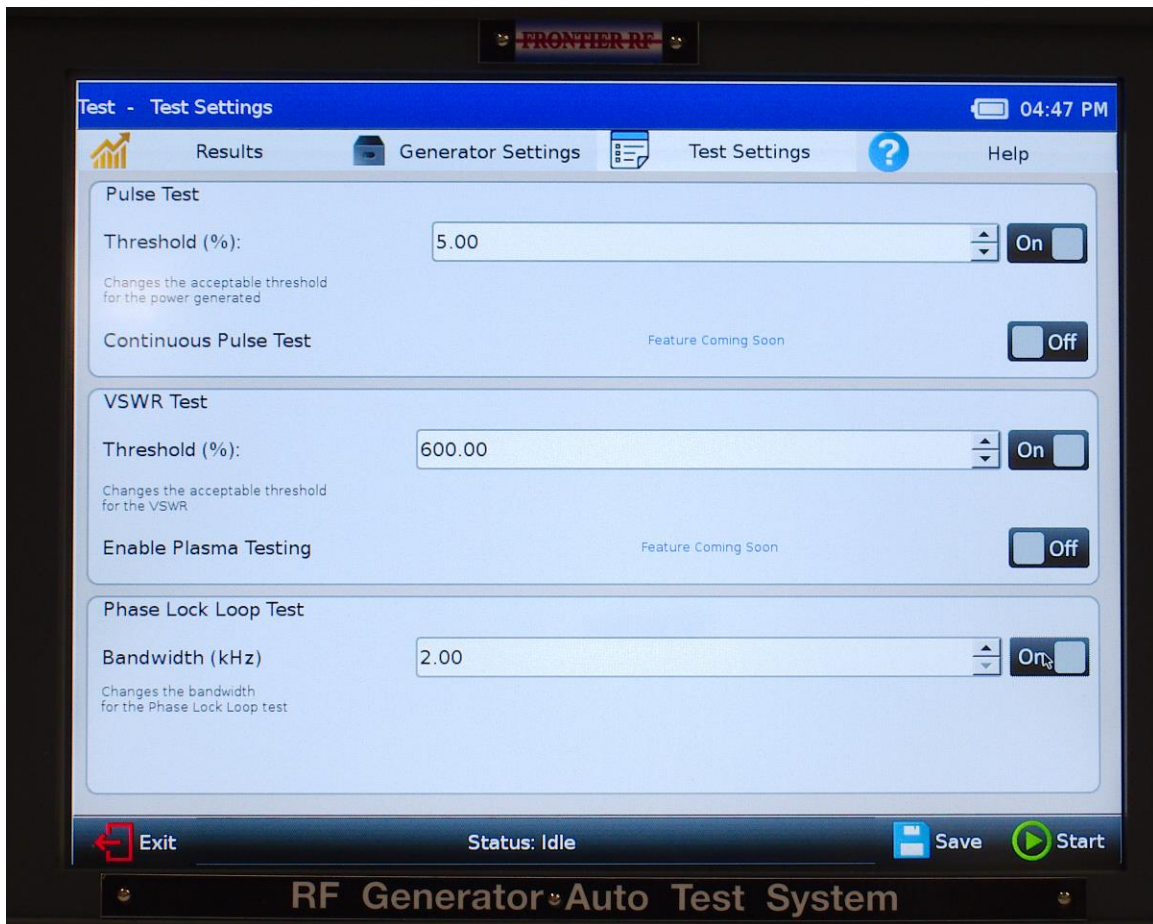 FRONTIER RF
Test - Test Settings
04:47 PM
Results
Generator Settings
Test Settings
?
Help
Pulse Test
Threshold (%):
5.00
On
Changes the acceptable threshold
for the power generated
Continuous Pulse Test
Feature Coming Soon
Off
VSWR Test
Threshold (%):
600.00
On
Changes the acceptable threshold
for the VSWR
Enable Plasma Testing
Feature Coming Soon
Off
Phase Lock Loop Test
Bandwidth (kHz)
2.00
On
Changes the bandwidth
for the Phase Lock Loop test
Exit
Status: Idle
Save
Start
RF Generator Auto Test System